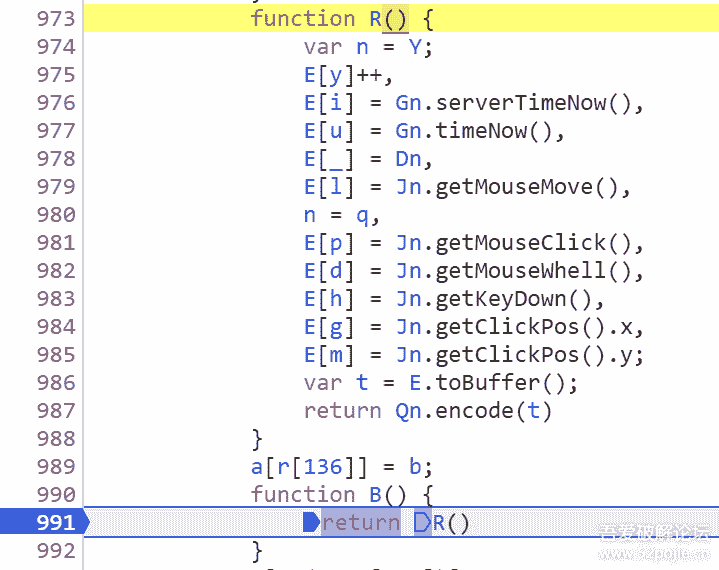 973 function R() {
974 var n = Y;
975 E[y]++,
976 E[i] = Gn.serverTimeNow(),
977 E[u] = Gn.timeNow(),
978 E[_] = Dn,
979 E[l] = Jn.getMouseMove(),
980 n = q,
981 E[p] = Jn.getMouseClick(),
982 E[d] = Jn.getMouseWhell(),
983 E[h] = Jn.getKeyDown(),
984 E[g] = Jn.getClickPos().x,
985 E[m] = Jn.getClickPos().y;
986 var t = E.toBuffer();
987 return Qn.encode(t)
988 }
989 a[r[136]] = b;
990 function B() {
991 return R()
992 }
吾爱破解论坛
www.52pojie.cn